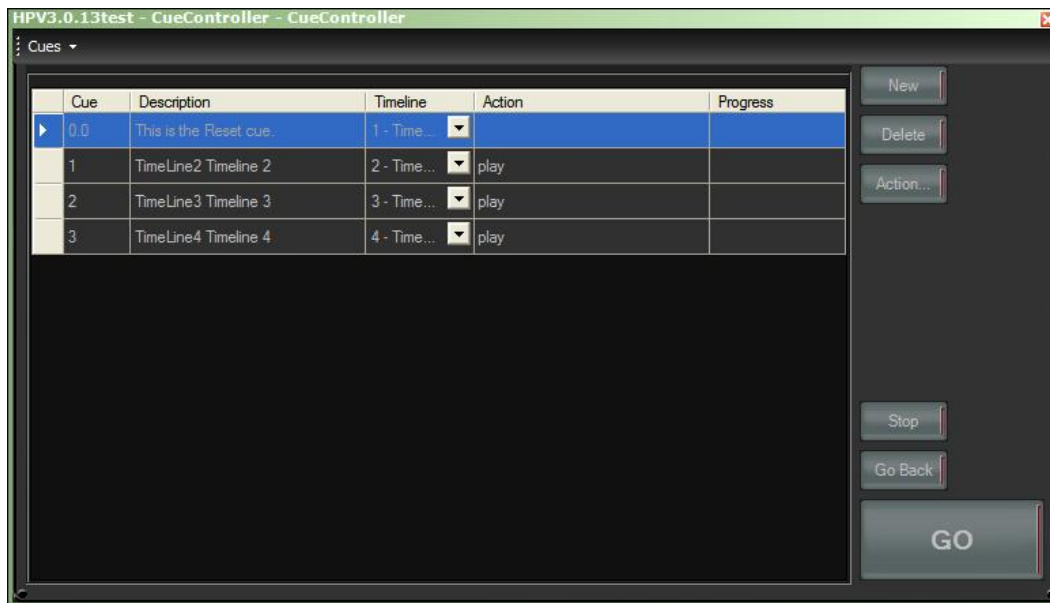 HPV3.0.13test - CueController - CueController
Cues
Cue Description Timeline Action Progress
0.0 This is the Reset cue. 1 - Time...
1 TimeLine2 Timeline 2 2 - Time... play
2 TimeLine3 Timeline 3 3 - Time... play
3 TimeLine4 Timeline 4 4 - Time... play
New
Delete
Action...
Stop
Go Back
GO